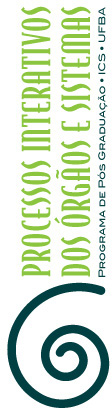 PROCESSOS INTERATIVOS
DOS ÓRGÃOS E SISTEMAS
PROGRAMA DE PÓS GRADUAÇÃO • ICS • UFBA